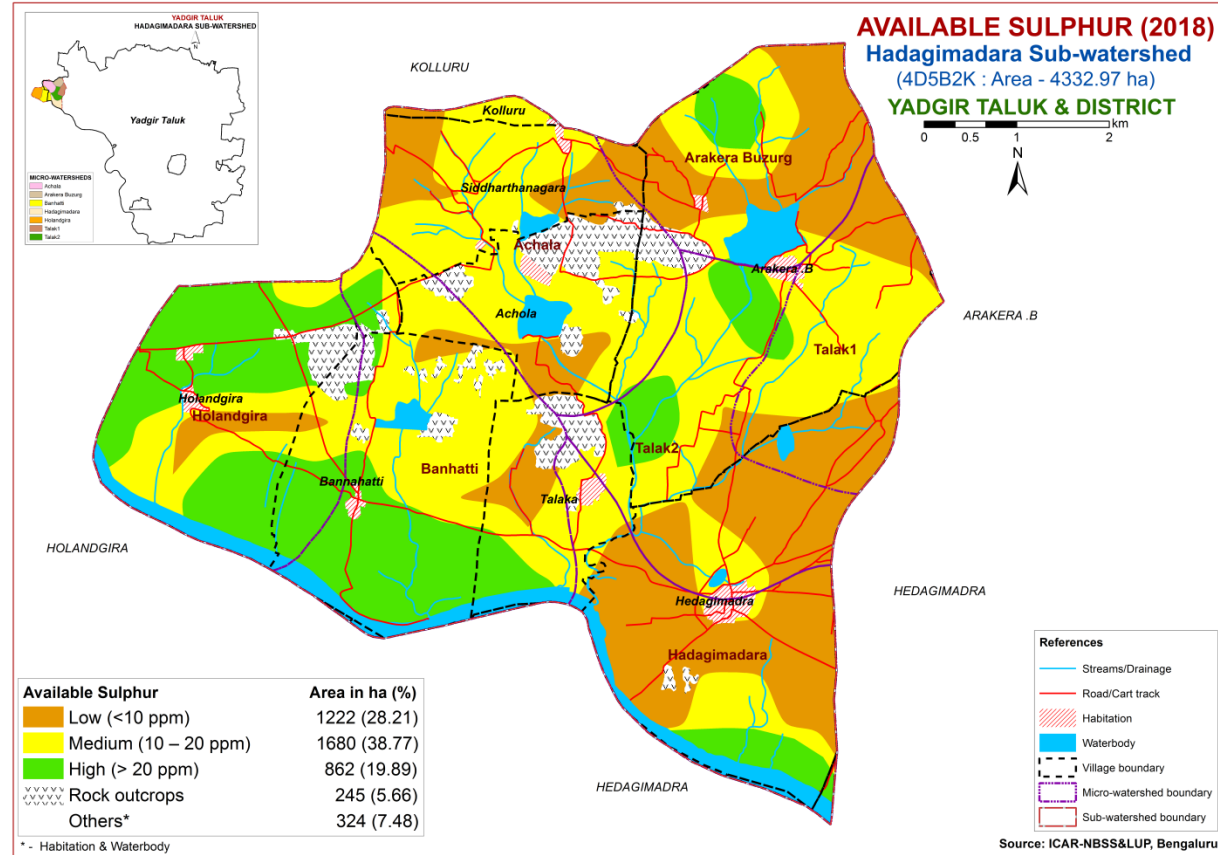 YADGIR TALUK
HADAGIMADARA SUB-WATERSHED
N
Yadgir Taluk
MICRO-WATERSHEDS
Achala
Arakera Buzurg
Banhatti
Hadagimadara
Holandgira
Talak1
Talak2
AVAILABLE SULPHUR (2018)
Hadagimadara Sub-watershed
(4D5B2K : Area - 4332.97 ha)
YADGIR TALUK & DISTRICT
km
0 0.5 1 2
N
KOLLURU
Kolluru
Arakera Buzurg
Siddharthanagara
Achala
Arakera .B
Achola
ARAKERA .B
Talak1
Holandgira
Holandgira
Talak2
Banhatti
Bannahatti
Talaka
HOLANDGIRA
HEDAGIMADRA
Hedagimadra
Hadagimadara
HEDAGIMADRA
Available Sulphur Area in ha (%)
Low (<10 ppm) 1222 (28.21)
Medium (10 – 20 ppm) 1680 (38.77)
High (> 20 ppm) 862 (19.89)
Rock outcrops 245 (5.66)
Others* 324 (7.48)
* - Habitation & Waterbody
References
Streams/Drainage
Road/Cart track
Habitation
Waterbody
Village boundary
Micro-watershed boundary
Sub-watershed boundary
Source: ICAR-NBSS&LUP, Bengaluru